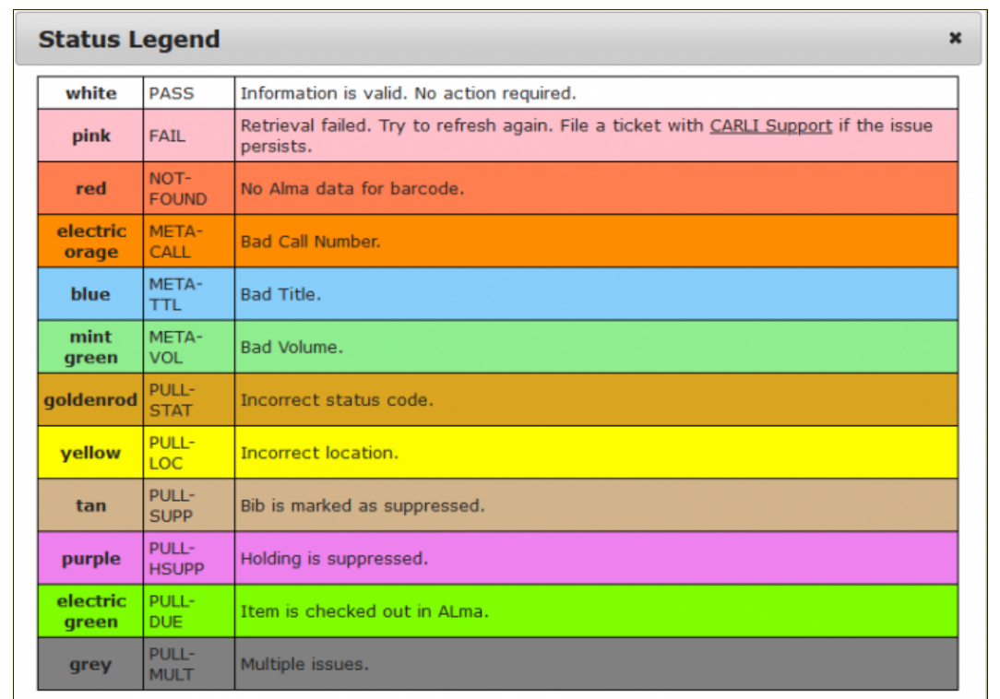 Status Legend ✖
white PASS Information is valid. No action required.
pink FAIL Retrieval failed. Try to refresh again. File a ticket with CARLI Support if the issue
persists.
red NOT-
FOUND No Alma data for barcode.
electric
orage META-
CALL Bad Call Number.
blue META-
TTL Bad Title.
mint
green META-
VOL Bad Volume.
goldenrod PULL-
STAT Incorrect status code.
yellow PULL-
LOC Incorrect location.
tan PULL-
SUPP Bib is marked as suppressed.
purple PULL-
HSUPP Holding is suppressed.
electric
green PULL-
DUE Item is checked out in ALma.
grey PULL-
MULT Multiple issues.